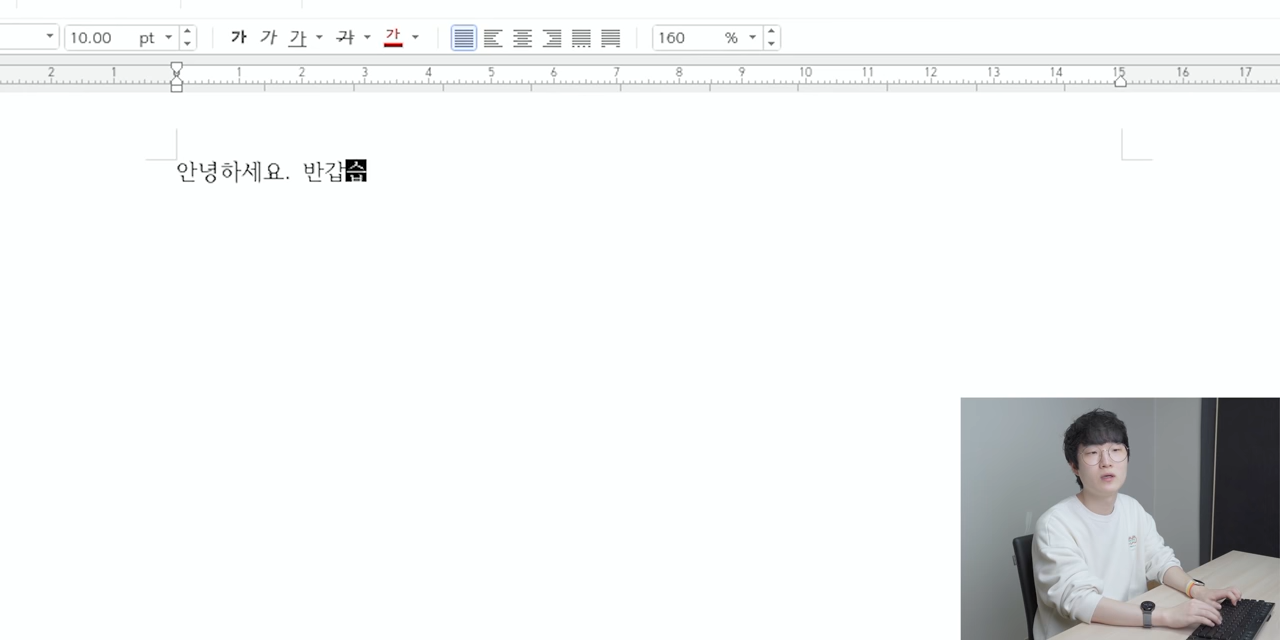 10.00 pt 가 가 가 가 가 160 %
2 1 1 2 3 4 5 6 7 8 9 10 11 12 13 14 15 16 17
안녕하세요. 반갑습